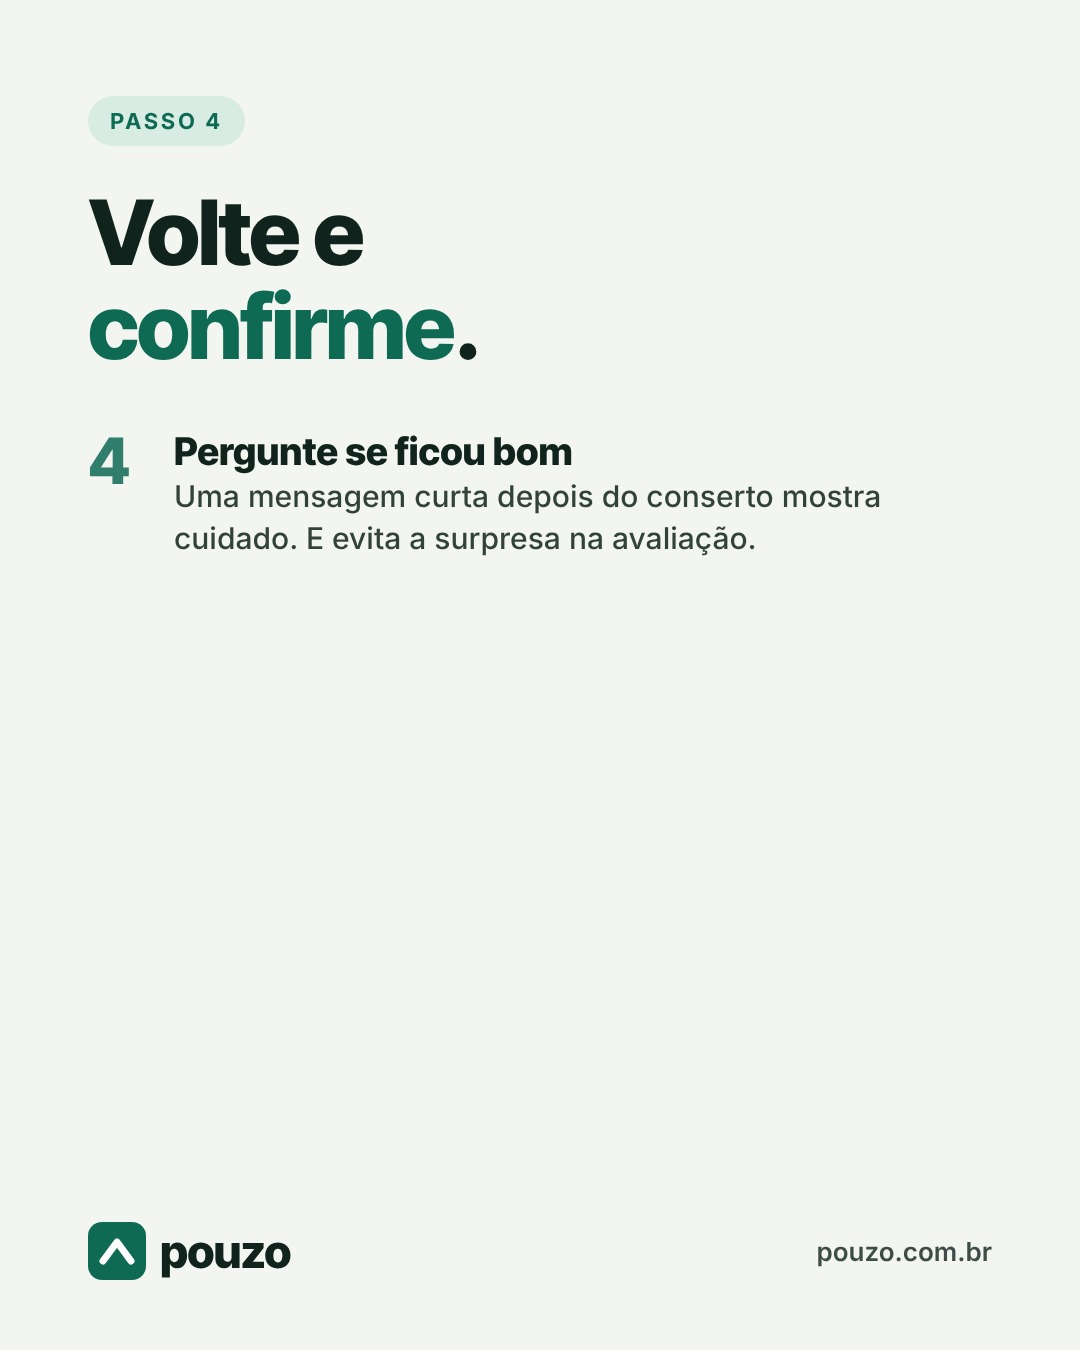 PASSO 4
Volte e
confirme.
4
Pergunte se ficou bom
Uma mensagem curta depois do conserto mostra
cuidado. E evita a surpresa na avaliação.
pouzo
pouzo.com.br